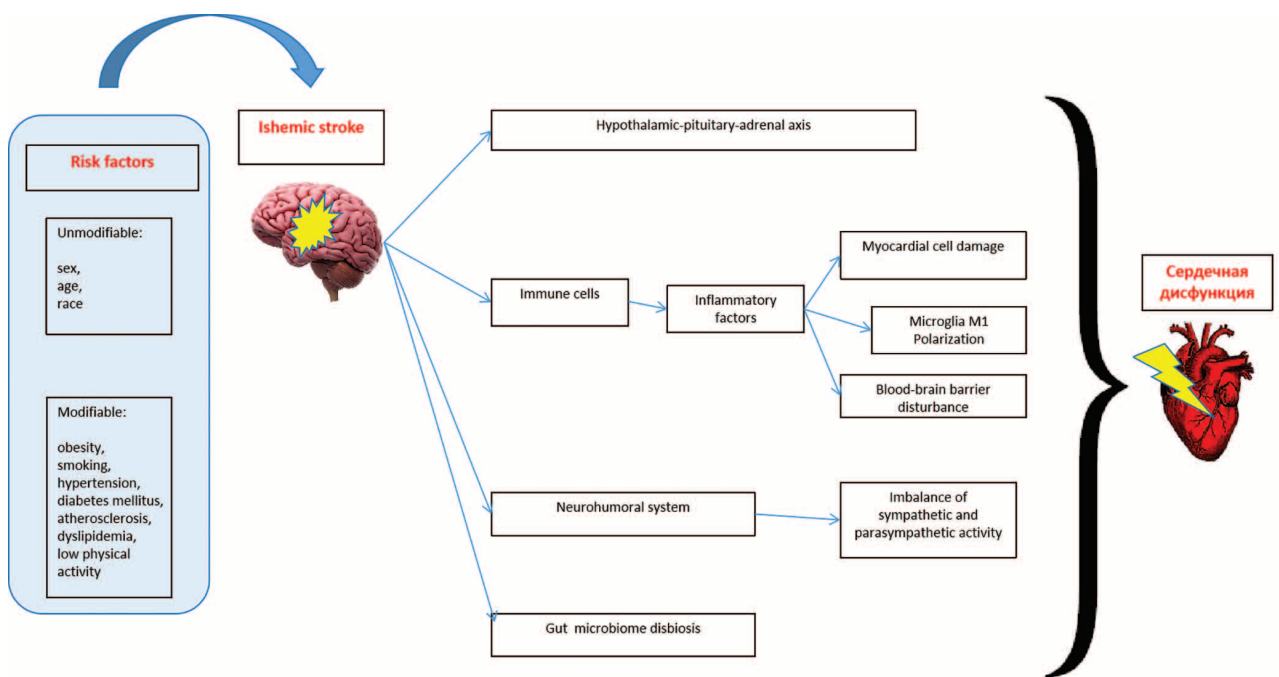 Risk factors
Unmodifiable:
sex,
age,
race
Modifiable:
obesity,
smoking,
hypertension,
diabetes mellitus,
atherosclerosis,
dyslipidemia,
low physical
activity
Ishemic stroke
Hypothalamic-pituitary-adrenal axis
Immune cells
Inflammatory
factors
Myocardial cell damage
Microglia M1
Polarization
Blood-brain barrier
disturbance
Neurohumoral system
Imbalance of
sympathetic and
parasympathetic activity
Gut microbiome disbiosis
Сердечная
дисфункция